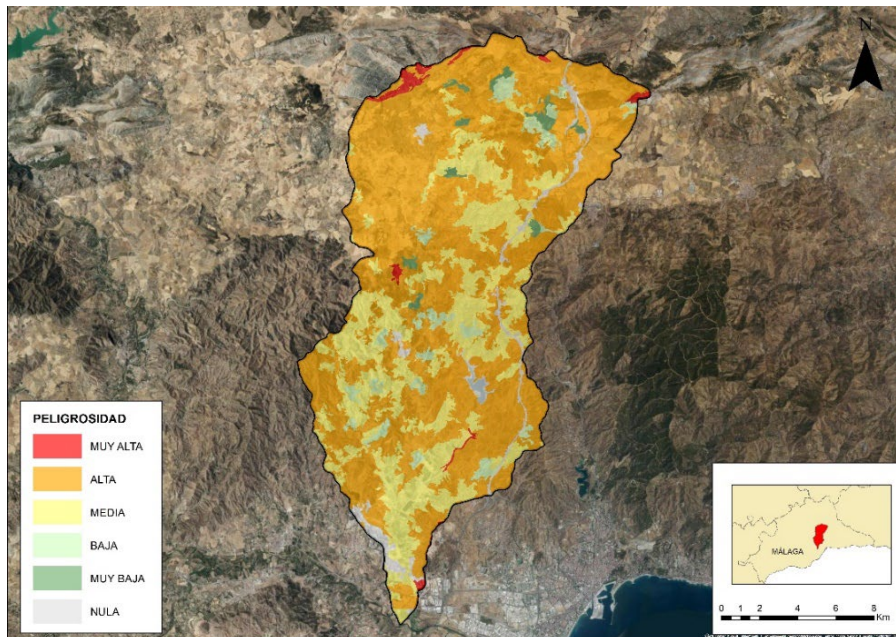 N
PELIGROSIDAD
MUY ALTA
ALTA
MEDIA
BAJA
MUY BAJA
NULA
MÁLAGA
0 1 2 4 6 8
Km